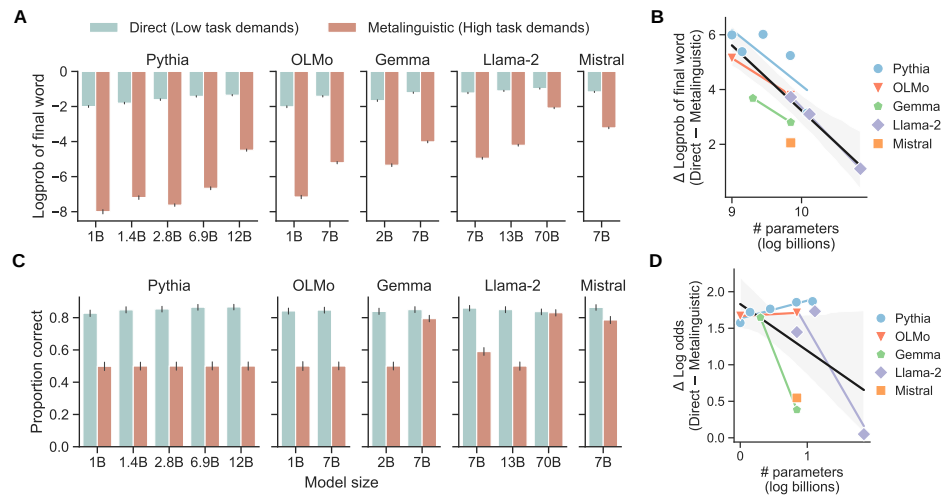 A
Direct (Low task demands)
Metalinguistic (High task demands)
Pythia
OLMo
Gemma
Llama-2
Mistral
Logprob of final word
0
−2
−4
−6
−8
1B 1.4B 2.8B 6.9B 12B
1B 7B
2B 7B
7B 13B 70B
7B
B
Δ Logprob of final word
(Direct − Metalinguistic)
6
4
2
9 10
# parameters
(log billions)
Pythia
OLMo
Gemma
Llama-2
Mistral
C
Pythia
OLMo
Gemma
Llama-2
Mistral
Proportion correct
0.8
0.6
0.4
0.2
0.0
1B 1.4B 2.8B 6.9B 12B
1B 7B
2B 7B
7B 13B 70B
7B
Model size
D
Δ Log odds
(Direct − Metalinguistic)
2.0
1.5
1.0
0.5
0.0
0 1
# parameters
(log billions)
Pythia
OLMo
Gemma
Llama-2
Mistral